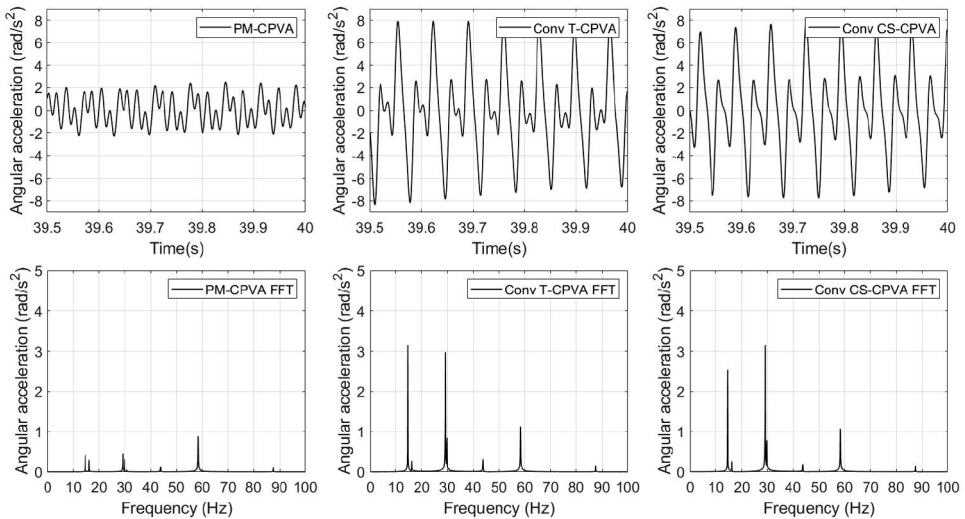 Angular acceleration (rad/s²)
8
6
4
2
0
-2
-4
-6
-8
PM-CPVA
39.5 39.6 39.7 39.8 39.9 40
Time(s)
Angular acceleration (rad/s²)
8
6
4
2
0
-2
-4
-6
-8
Conv T-CPVA
39.5 39.6 39.7 39.8 39.9 40
Time(s)
Angular acceleration (rad/s²)
8
6
4
2
0
-2
-4
-6
-8
Conv CS-CPVA
39.5 39.6 39.7 39.8 39.9 40
Time(s)
Angular acceleration (rad/s²)
5
4
3
2
1
0
PM-CPVA FFT
0 10 20 30 40 50 60 70 80 90 100
Frequency (Hz)
Angular acceleration (rad/s²)
5
4
3
2
1
0
Conv T-CPVA FFT
0 10 20 30 40 50 60 70 80 90 100
Frequency (Hz)
Angular acceleration (rad/s²)
5
4
3
2
1
0
Conv CS-CPVA FFT
0 10 20 30 40 50 60 70 80 90 100
Frequency (Hz)